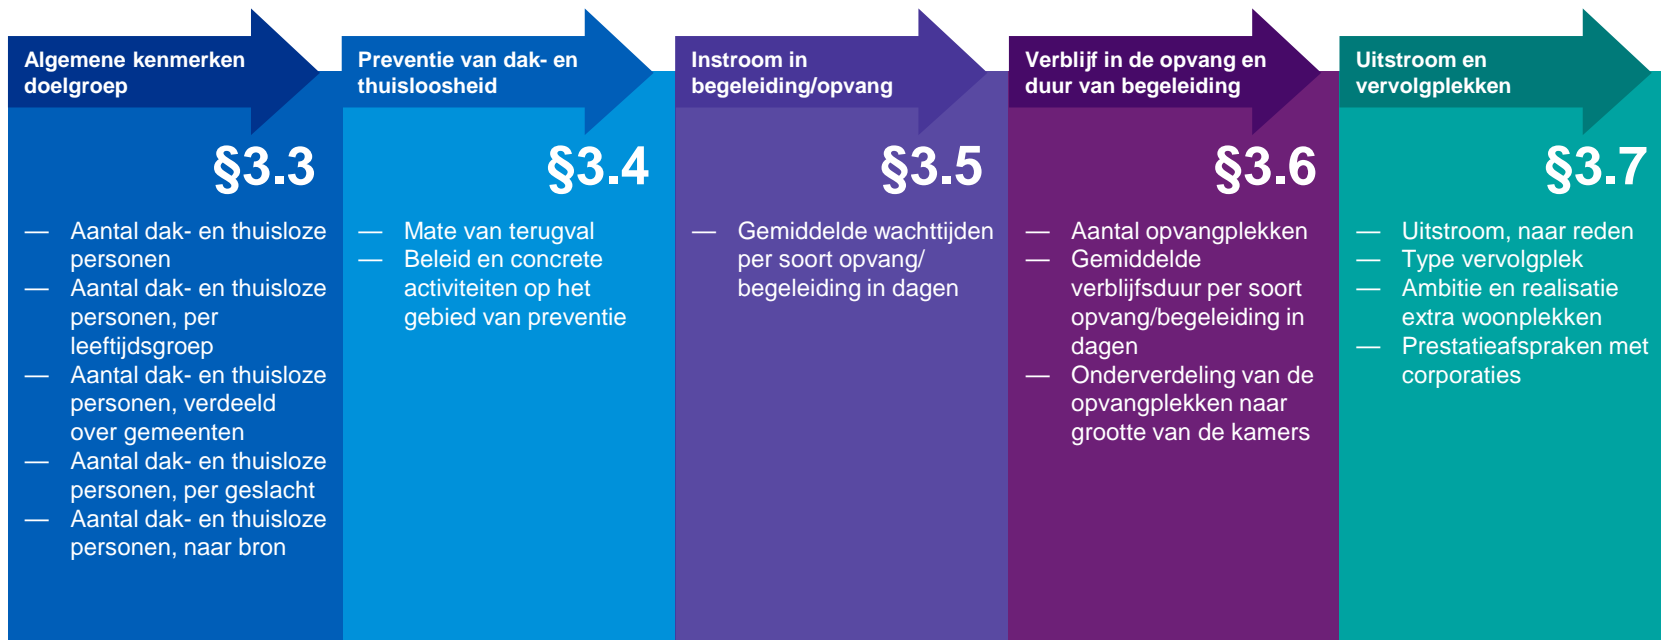 Algemene kenmerken
doelgroep
§3.3
— Aantal dak- en thuisloze
personen
— Aantal dak- en thuisloze
personen, per
leeftijdsgroep
— Aantal dak- en thuisloze
personen, verdeeld
over gemeenten
— Aantal dak- en thuisloze
personen, per geslacht
— Aantal dak- en thuisloze
personen, naar bron
Preventie van dak- en
thuisloosheid
§3.4
— Mate van terugval
— Beleid en concrete
activiteiten op het
gebied van preventie
Instroom in
begeleiding/opvang
§3.5
— Gemiddelde wachttijden
per soort opvang/
begeleiding in dagen
Verblijf in de opvang en
duur van begeleiding
§3.6
— Aantal opvangplekken
— Gemiddelde
verblijfsduur per soort
opvang/begeleiding in
dagen
— Onderverdeling van de
opvangplekken naar
grootte van de kamers
Uitstroom en
vervolgplekken
§3.7
— Uitstroom, naar reden
— Type vervolgplek
— Ambitie en realisatie
extra woonplekken
— Prestatieafspraken met
corporaties